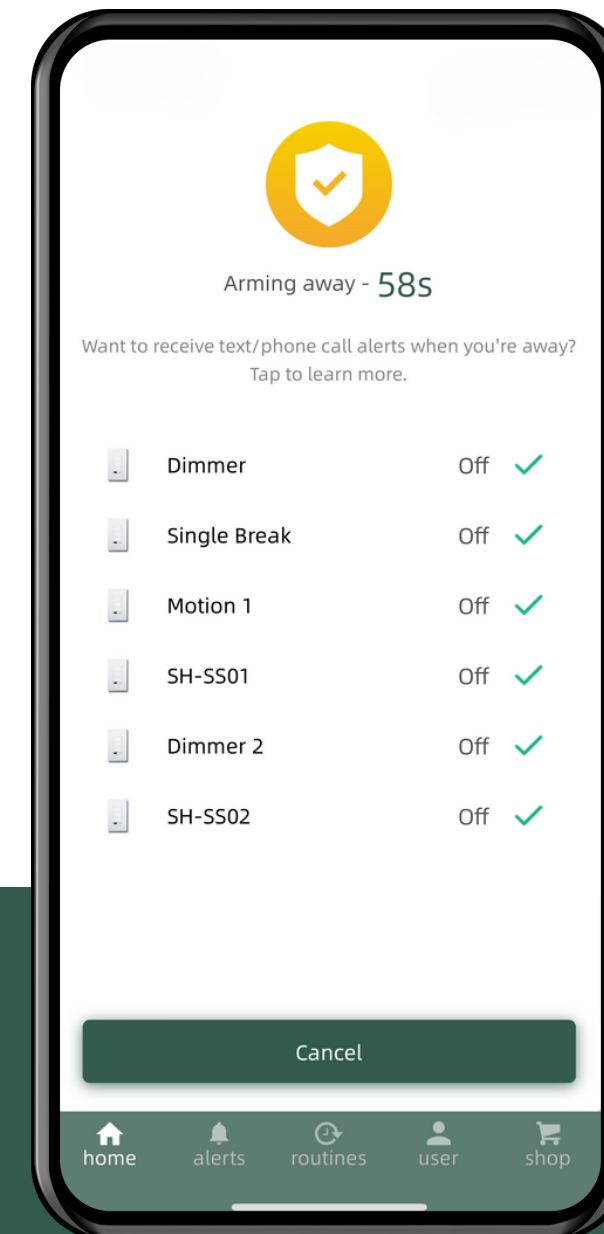 Arming away - 58s
Want to receive text/phone call alerts when you're away?
Tap to learn more.
Dimmer Off
Single Break Off
Motion 1 Off
SH-SS01 Off
Dimmer 2 Off
SH-SS02 Off
Cancel
home alerts routines user shop